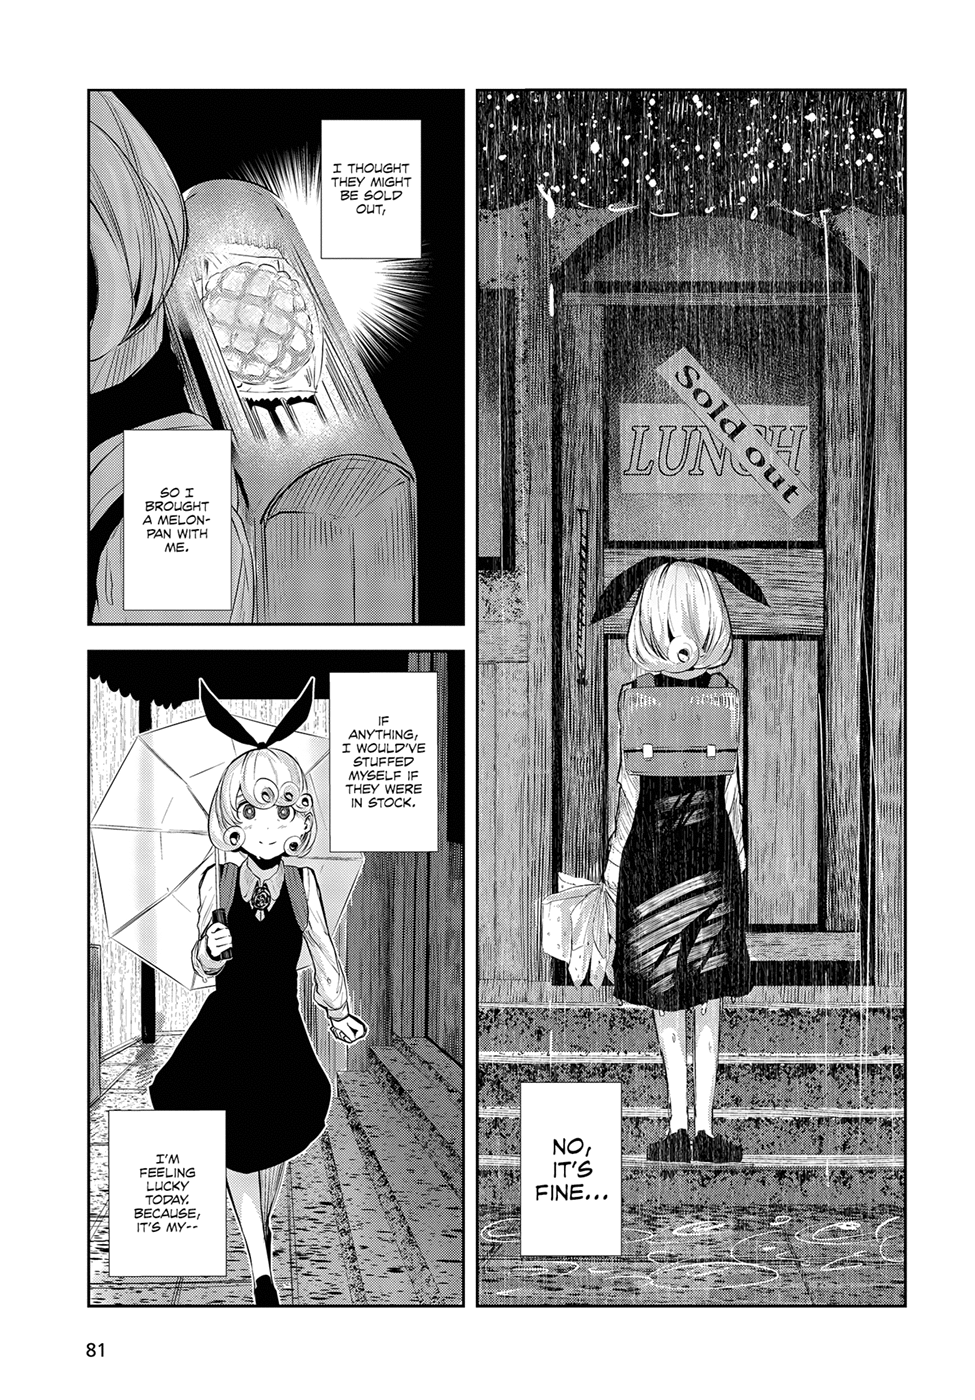 Sold out
LUNCH
NO,
IT'S
FINE...
I THOUGHT
THEY MIGHT
BE SOLD
OUT,
SO I
BROUGHT
A MELON-
PAN WITH
ME.
IF
ANYTHING,
I WOULD'VE
STUFFED
MYSELF IF
THEY WERE
IN STOCK.
I'M
FEELING
LUCKY
TODAY.
BECAUSE,
IT'S MY--
81